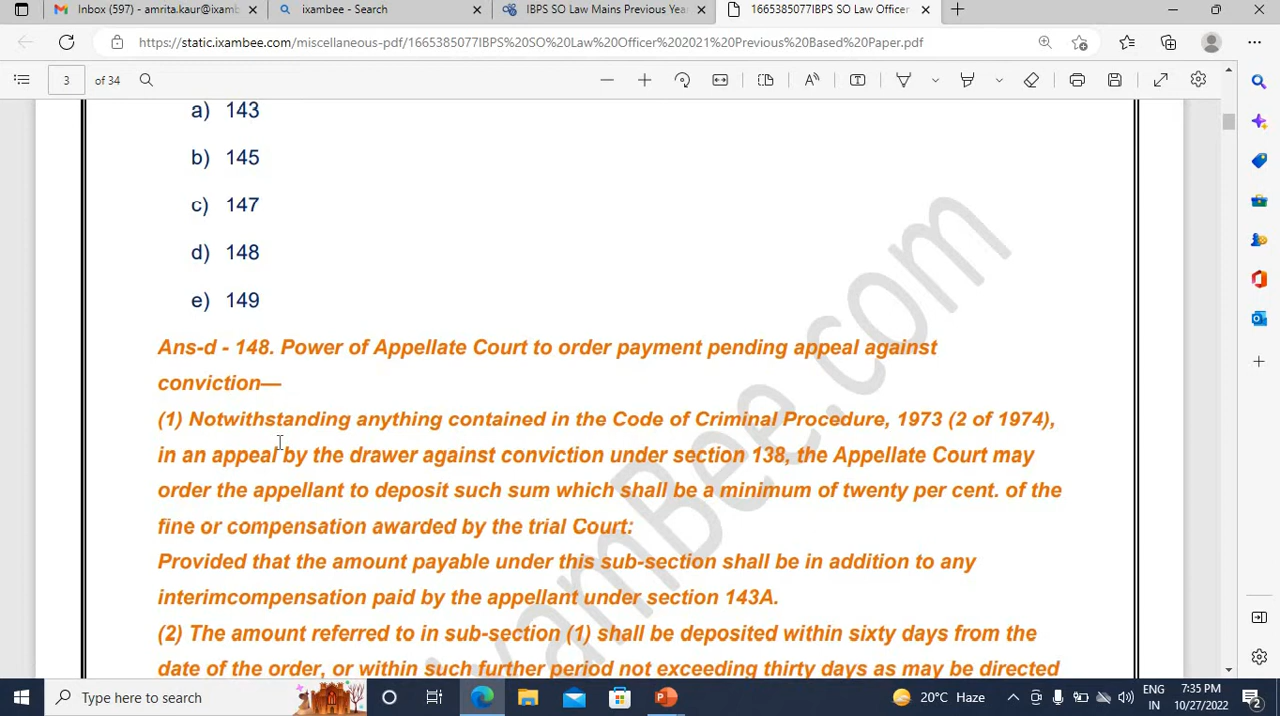 Inbox (597) - amrita.kaur@ixamb
ixambee - Search
IBPS SO Law Mains Previous Yea
1665385077IBPS SO Law Officer
https://static.ixambee.com/miscellaneous-pdf/1665385077IBPS%20SO%20Law%20Officer%202021%20Previous%20Based%20Paper.pdf
3 of 34
a) 143
b) 145
c) 147
d) 148
e) 149
Ans-d - 148. Power of Appellate Court to order payment pending appeal against
conviction—
(1) Notwithstanding anything contained in the Code of Criminal Procedure, 1973 (2 of 1974),
in an appeal by the drawer against conviction under section 138, the Appellate Court may
order the appellant to deposit such sum which shall be a minimum of twenty per cent. of the
fine or compensation awarded by the trial Court:
Provided that the amount payable under this sub-section shall be in addition to any
interimcompensation paid by the appellant under section 143A.
(2) The amount referred to in sub-section (1) shall be deposited within sixty days from the
date of the order, or within such further period not exceeding thirty days as may be directed
ixamBee.com
Type here to search
20°C Haze
ENG
IN
7:35 PM
10/27/2022
2